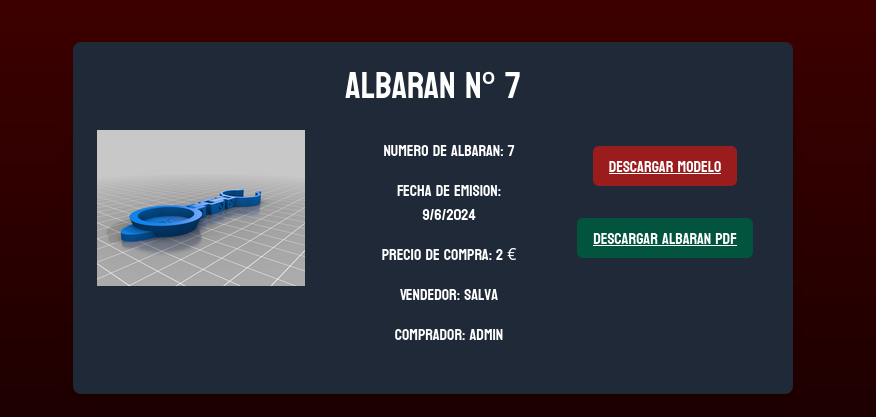 ALBARAN Nº 7
NUMERO DE ALBARAN: 7
FECHA DE EMISION:
9/6/2024
PRECIO DE COMPRA: 2 €
VENDEDOR: SALVA
COMPRADOR: ADMIN
DESCARGAR MODELO
DESCARGAR ALBARAN PDF